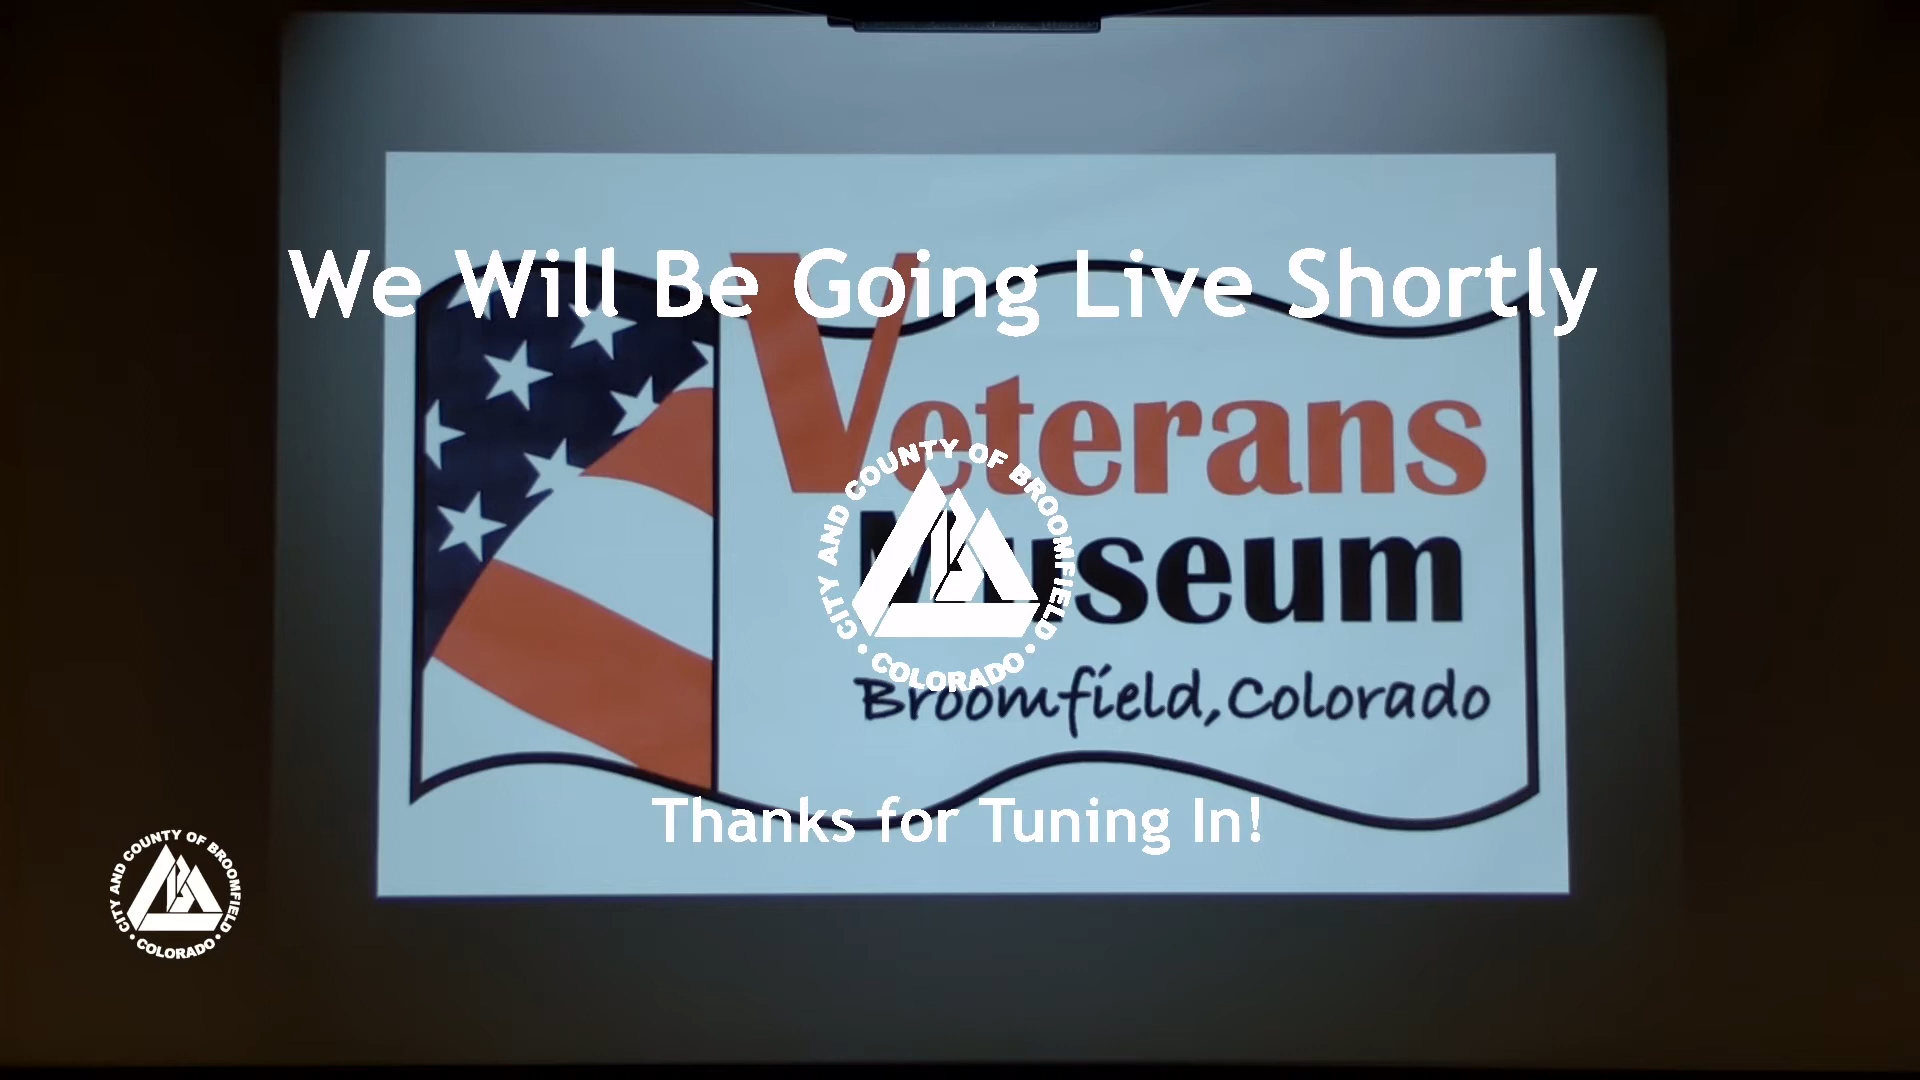 We Will Be Going Live Shortly
Veterans
Museum
Broomfield, Colorado
CITY AND COUNTY OF BROOMFIELD
• COLORADO •
Thanks for Tuning In!
CITY AND COUNTY OF BROOMFIELD
• COLORADO •